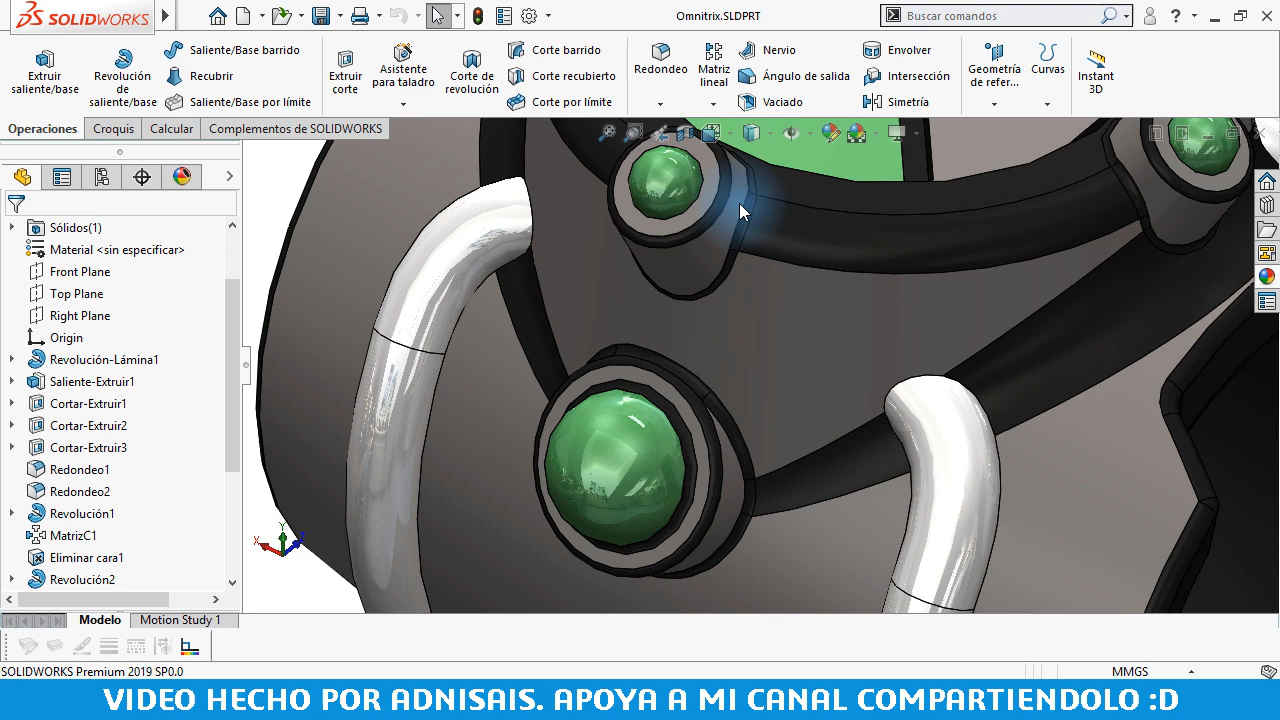 SOLIDWORKS
Omnitrix.SLDPRT
Buscar comandos
?
Extruir
saliente/base
Revolución
de
saliente/base
Saliente/Base barrido
Recubrir
Saliente/Base por límite
Extruir
corte
Asistente
para taladro
Corte de
revolución
Corte barrido
Corte recubierto
Corte por límite
Redondeo
Matriz
lineal
Nervio
Ángulo de salida
Vaciado
Envolver
Intersección
Simetría
Geometría
de refer...
Curvas
Instant
3D
Operaciones
Croquis
Calcular
Complementos de SOLIDWORKS
Sólidos(1)
Material <sin especificar>
Front Plane
Top Plane
Right Plane
Origin
Revolución-Lámina1
Saliente-Extruir1
Cortar-Extruir1
Cortar-Extruir2
Cortar-Extruir3
Redondeo1
Redondeo2
Revolución1
MatrizC1
Eliminar cara1
Revolución2
Y
X
Modelo
Motion Study 1
SOLIDWORKS Premium 2019 SP0.0
MMGS
VIDEO HECHO POR ADNISAIS. APOYA A MI CANAL COMPARTIENDOLO :D